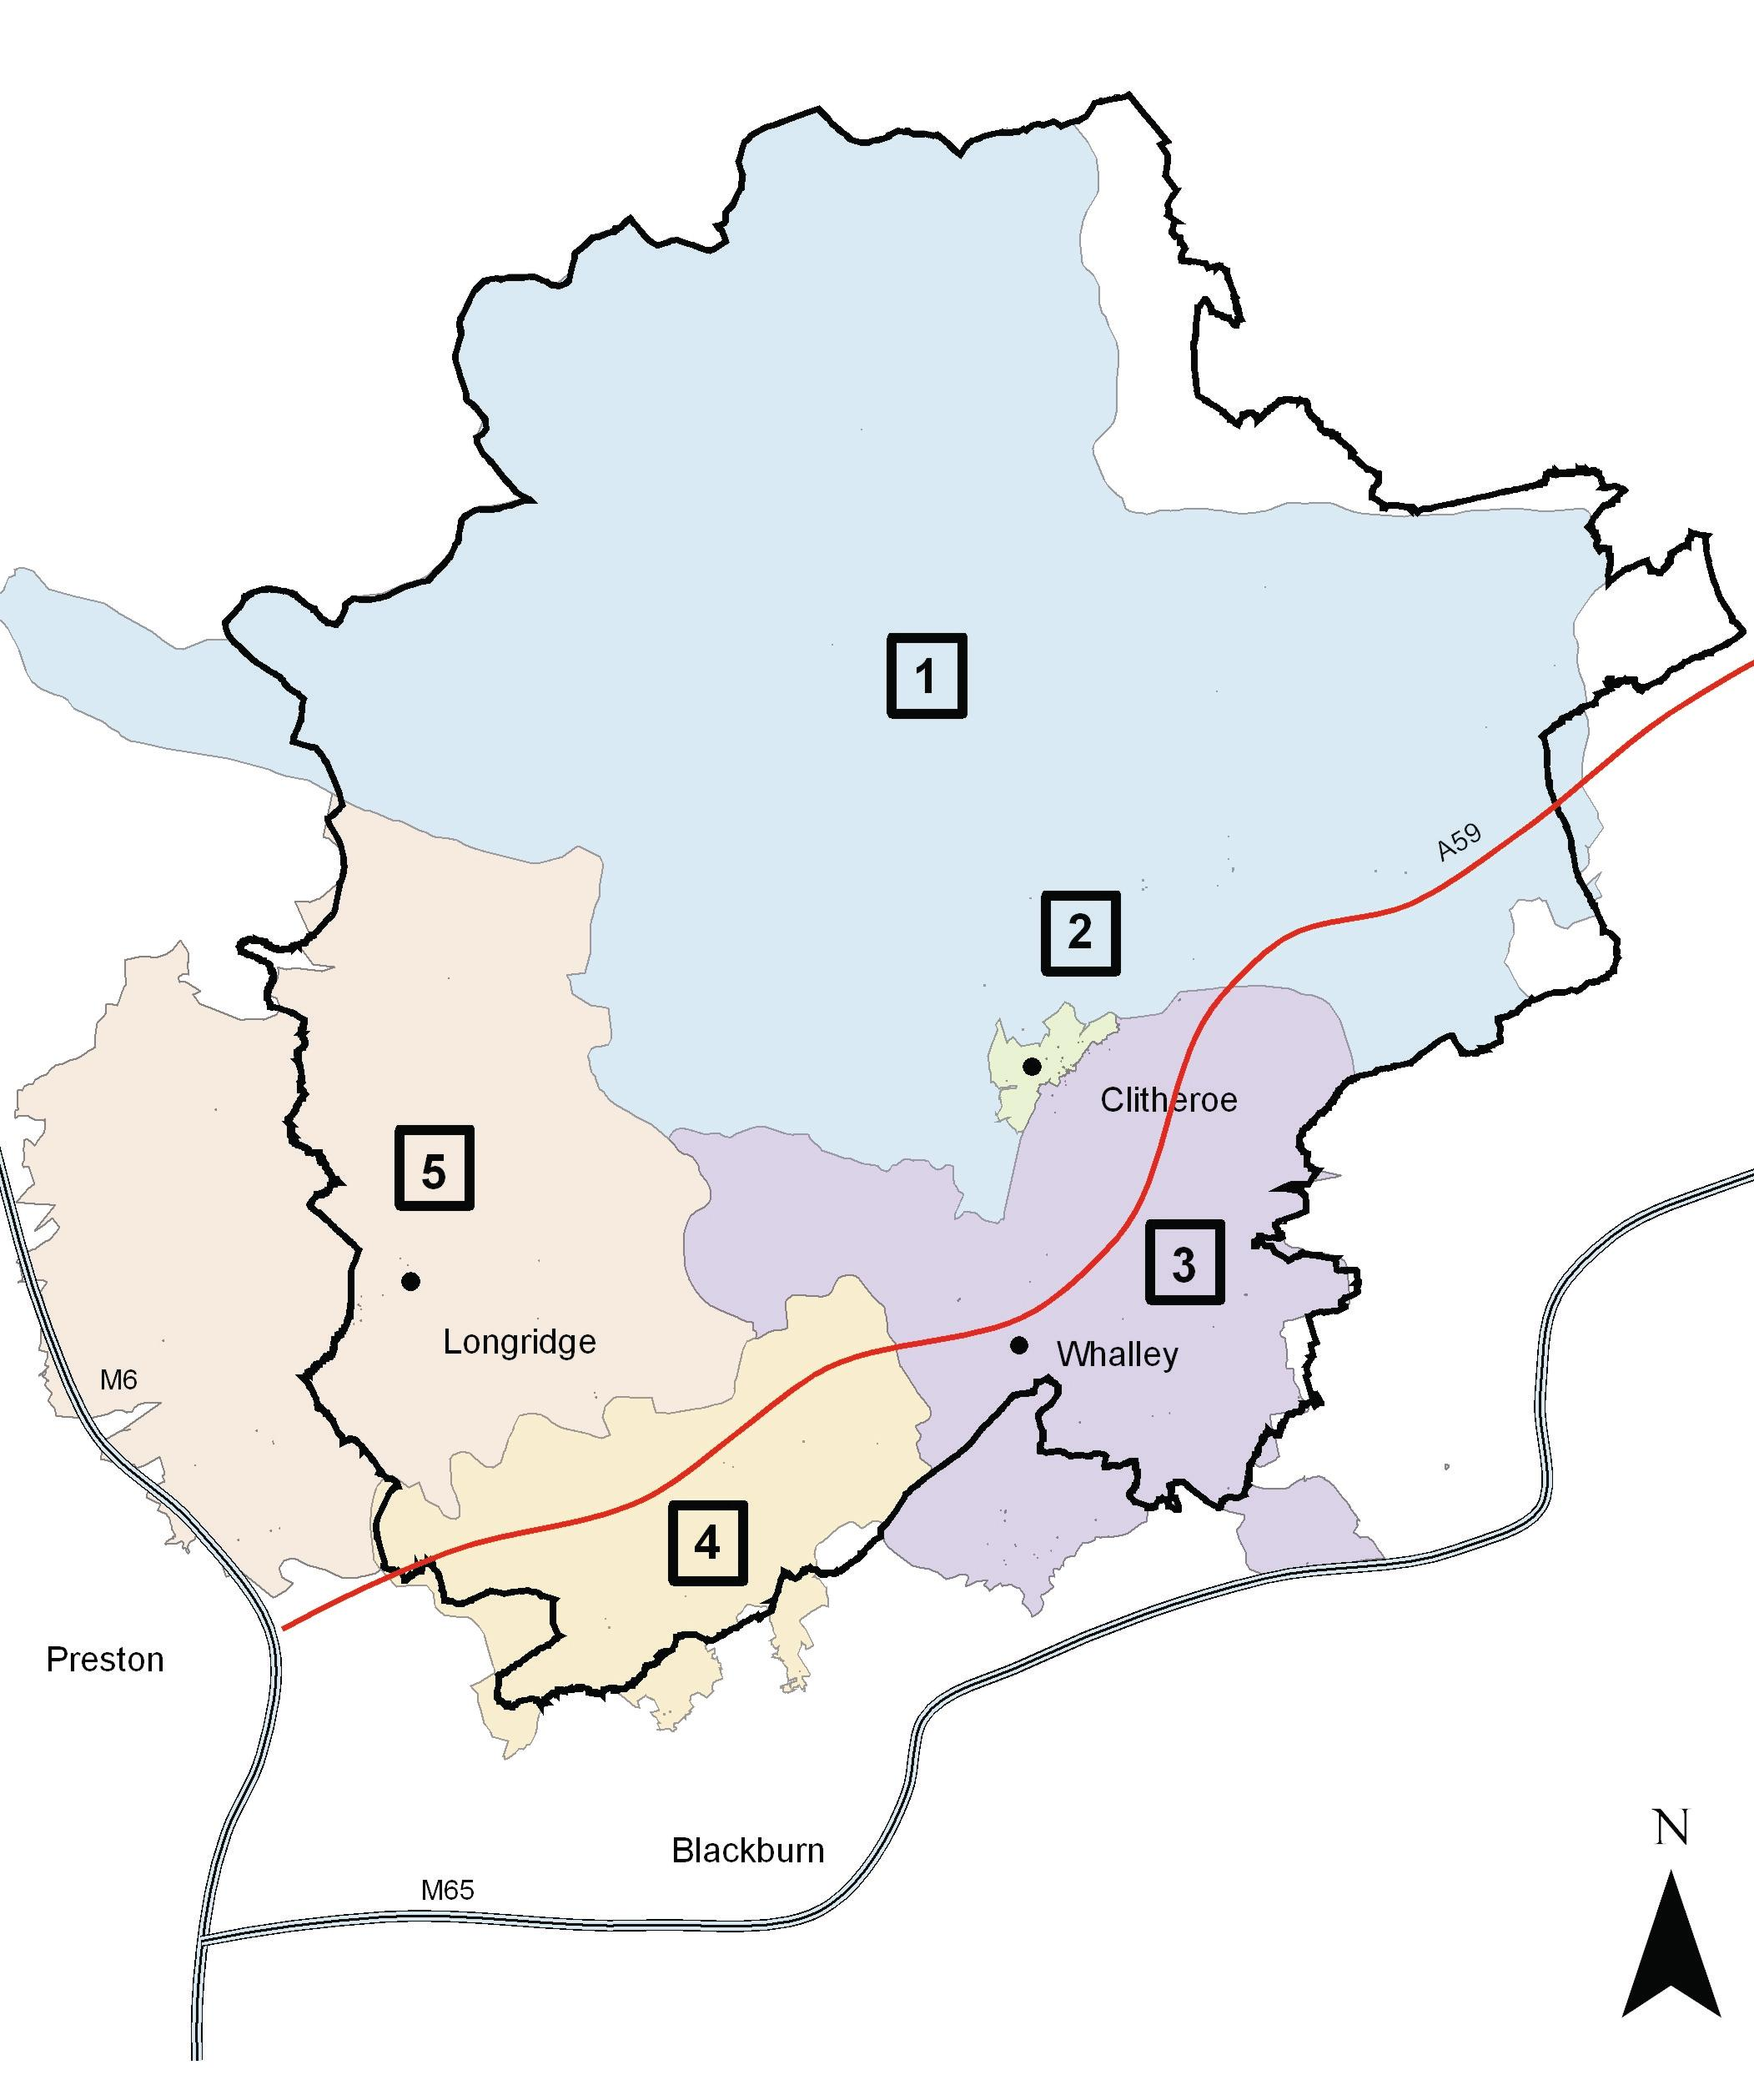 1
A59
2
Clitheroe
5
3
Longridge
Whalley
M6
4
Preston
N
Blackburn
M65